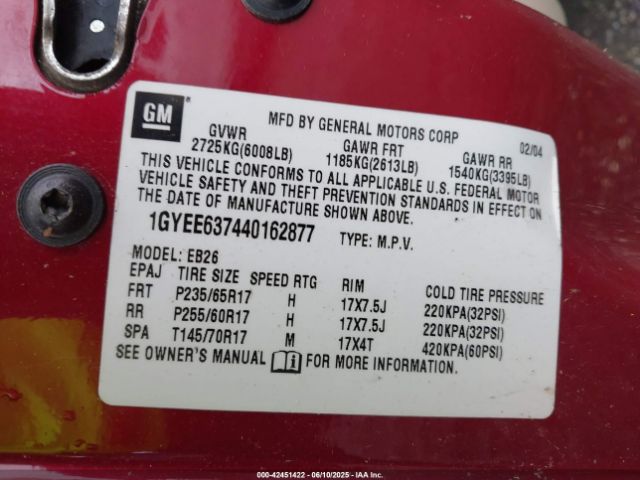 GM
MFD BY GENERAL MOTORS CORP 02/04
GVWR GAWR FRT GAWR RR
2725KG(6008LB) 1185KG(2613LB) 1540KG(3395LB)
THIS VEHICLE CONFORMS TO ALL APPLICABLE U.S. FEDERAL MOTOR
VEHICLE SAFETY AND THEFT PREVENTION STANDARDS IN EFFECT ON
THE DATE OF MANUFACTURE SHOWN ABOVE.
1GYEE637440162877 TYPE: M.P.V.
MODEL: EB26
EPAJ TIRE SIZE SPEED RTG RIM COLD TIRE PRESSURE
FRT P235/65R17 H 17X7.5J 220KPA(32PSI)
RR P255/60R17 H 17X7.5J 220KPA(32PSI)
SPA T145/70R17 M 17X4T 420KPA(60PSI)
SEE OWNER'S MANUAL FOR MORE INFORMATION.
000-42451422 - 06/10/2025 - IAA Inc.